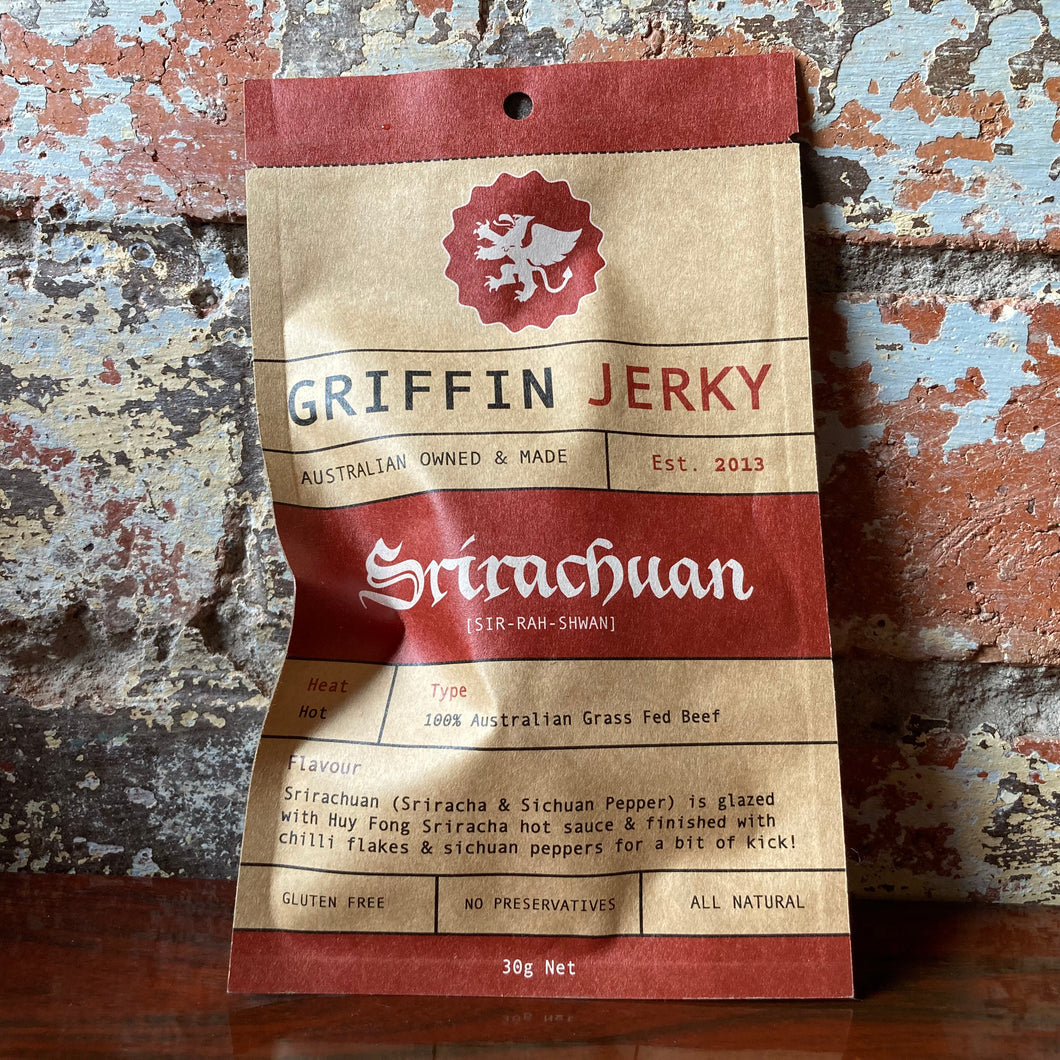 GRIFFIN JERKY
AUSTRALIAN OWNED & MADE
Est. 2013
Srirachuan
[SIR-RAH-SHWAN]
Heat
Hot
Type
100% Australian Grass Fed Beef
Flavour
Srirachuan (Sriracha & Sichuan Pepper) is glazed
with Huy Fong Sriracha hot sauce & finished with
chilli flakes & sichuan peppers for a bit of kick!
GLUTEN FREE
NO PRESERVATIVES
ALL NATURAL
30g Net